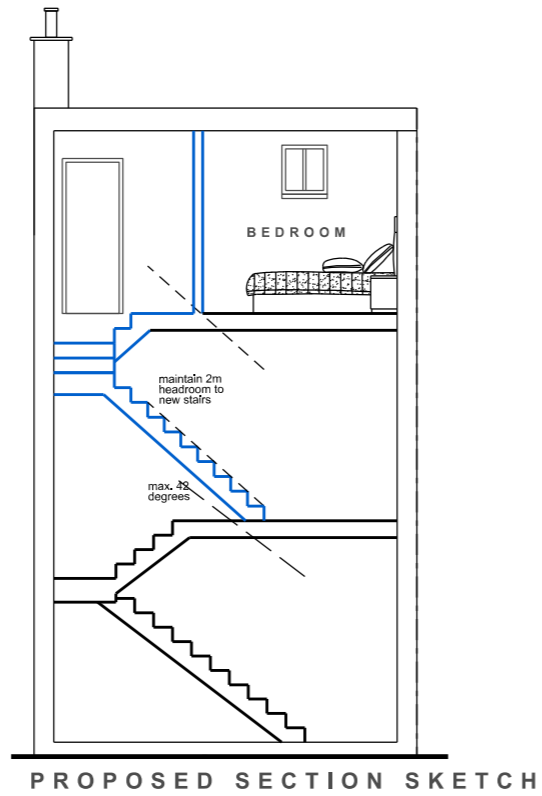 BEDROOM
maintain 2m
headroom to
new stairs
max. 42
degrees
PROPOSED SECTION SKETCH